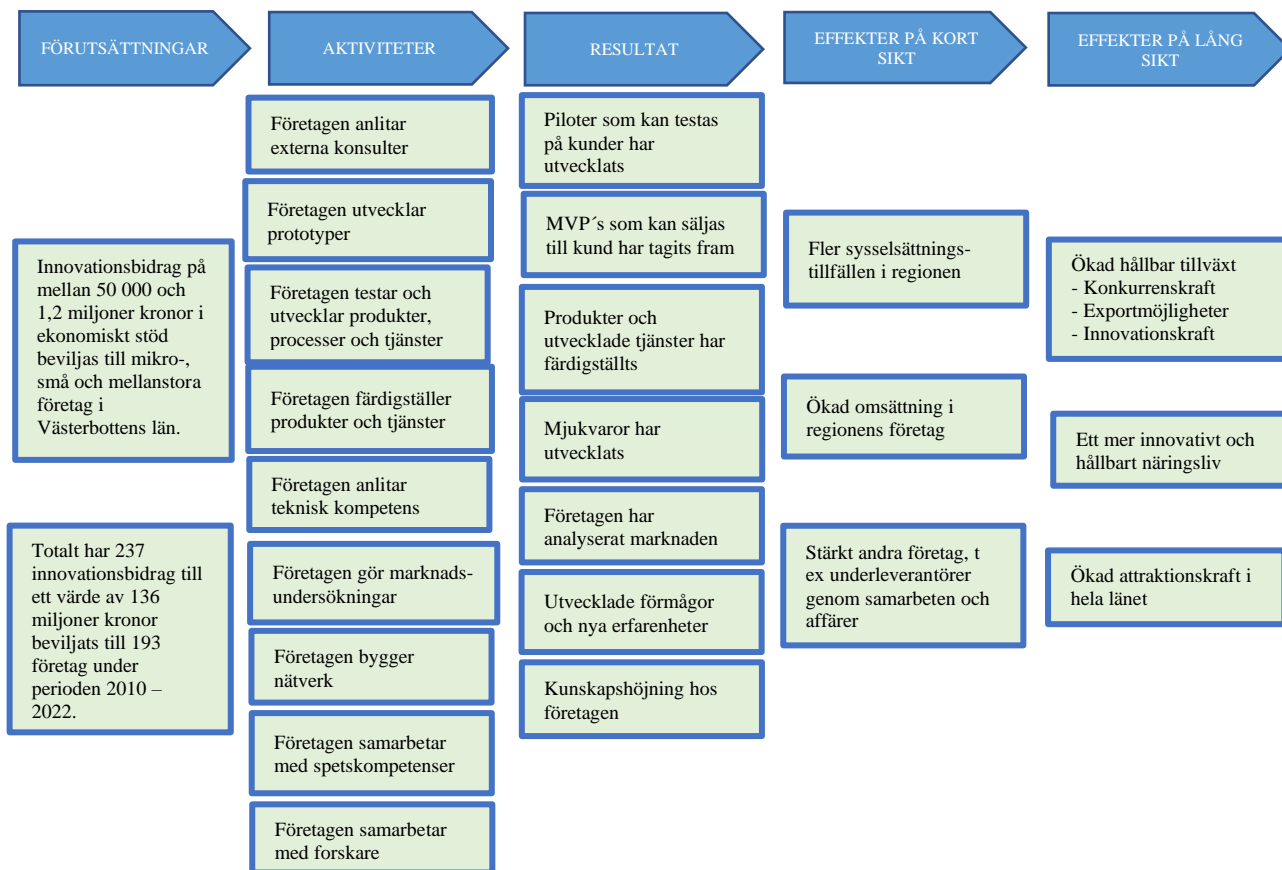 FÖRUTSÄTTNINGAR
AKTIVITETER
RESULTAT
EFFEKTER PÅ KORT
SIKT
EFFEKTER PÅ LÅNG
SIKT
Innovationsbidrag på
mellan 50 000 och
1,2 miljoner kronor i
ekonomiskt stöd
beviljas till mikro-,
små och mellanstora
företag i
Västerbottens län.
Totalt har 237
innovationsbidrag till
ett värde av 136
miljoner kronor
beviljats till 193
företag under
perioden 2010 –
2022.
Företagen anlitar
externa konsulter
Företagen utvecklar
prototyper
Företagen testar och
utvecklar produkter,
processer och tjänster
Företagen färdigställer
produkter och tjänster
Företagen anlitar
teknisk kompetens
Företagen gör marknads-
undersökningar
Företagen bygger
nätverk
Företagen samarbetar
med spetskompetenser
Företagen samarbetar
med forskare
Piloter som kan testas
på kunder har
utvecklats
MVP´s som kan säljas
till kund har tagits fram
Produkter och
utvecklade tjänster har
färdigställts
Mjukvaror har
utvecklats
Företagen har
analyserat marknaden
Utvecklade förmågor
och nya erfarenheter
Kunskapshöjning hos
företagen
Fler sysselsättnings-
tillfällen i regionen
Ökad omsättning i
regionens företag
Stärkt andra företag, t
ex underleverantörer
genom samarbeten och
affärer
Ökad hållbar tillväxt
- Konkurrenskraft
- Exportmöjligheter
- Innovationskraft
Ett mer innovativt och
hållbart näringsliv
Ökad attraktionskraft i
hela länet